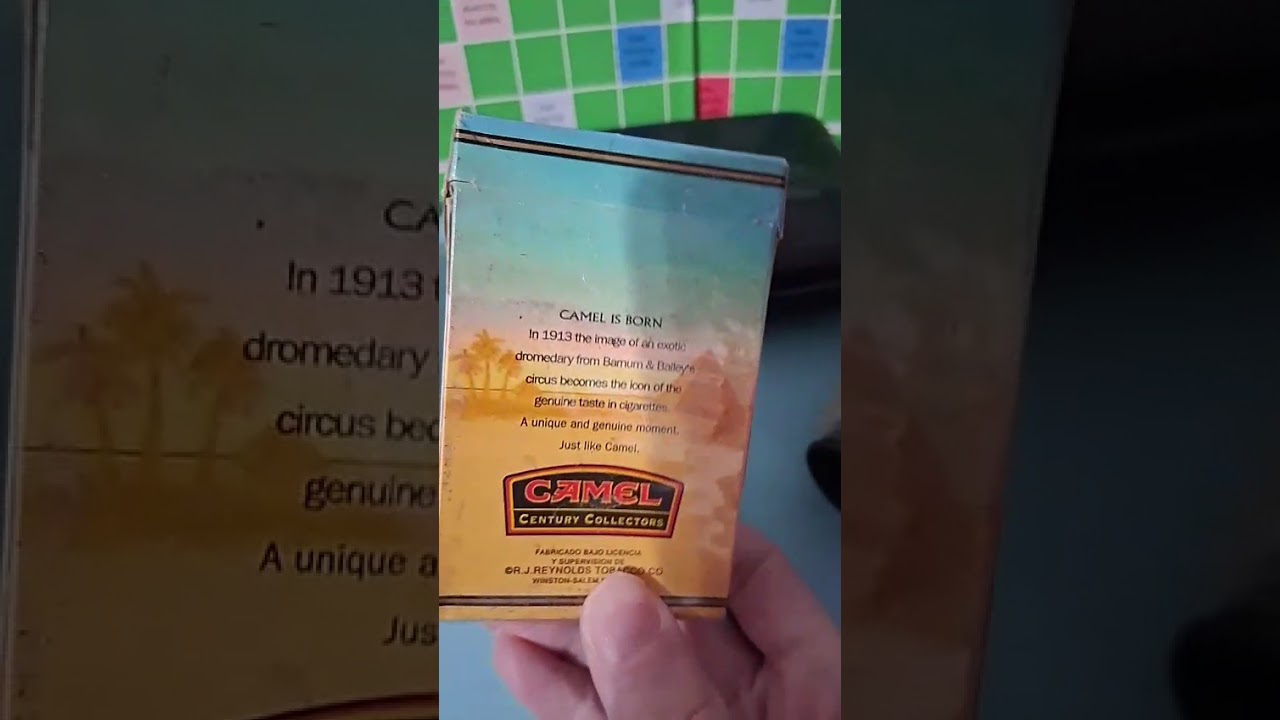 CAMEL IS BORN
In 1913 the image of an exotic
dromedary from Barnum & Bailey's
circus becomes the icon of the
genuine taste in cigarettes.
A unique and genuine moment.
Just like Camel.
CAMEL
CENTURY COLLECTORS
FABRICADO BAJO LICENCIA
Y SUPERVISION DE
©R.J.REYNOLDS TOBACCO CO
WINSTON-SALEM